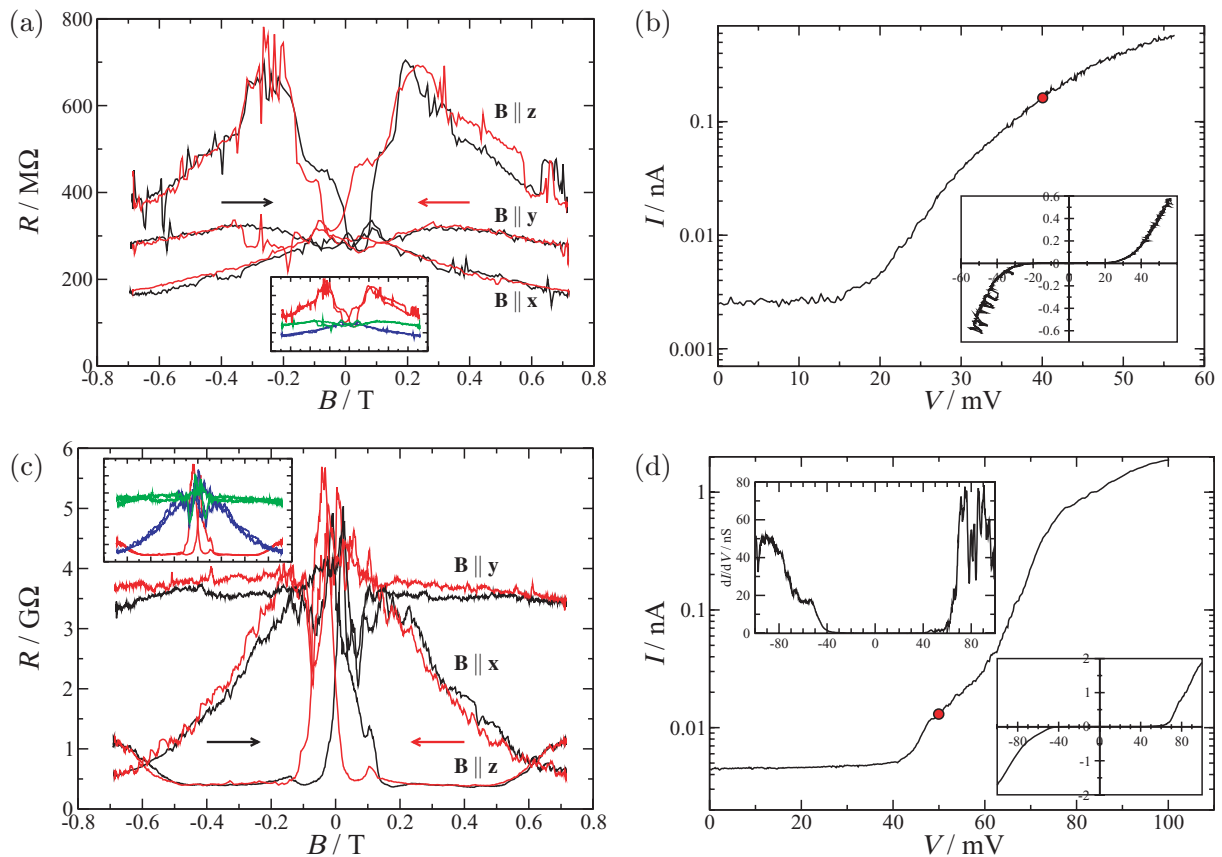 (a)
R / MΩ
800
600
400
200
0
B ∥ z
B ∥ y
B ∥ x
-0.8 -0.6 -0.4 -0.2 0 0.2 0.4 0.6 0.8
B / T
(b)
I / nA
0.1
0.01
0.001
0 10 20 30 40 50 60
V / mV
0.6
0.4
0.2
0
-0.2
-0.4
-0.6
-60 -40 -20 0 20 40
(c)
R / GΩ
6
5
4
3
2
1
0
B ∥ y
B ∥ x
B ∥ z
-0.8 -0.6 -0.4 -0.2 0 0.2 0.4 0.6 0.8
B / T
(d)
I / nA
1
0.1
0.01
0 20 40 60 80 100
V / mV
dI/dV / nS
80
60
40
20
0
-80 -40 0 40 80
2
1
0
-1
-2
-80 -40 0 40 80